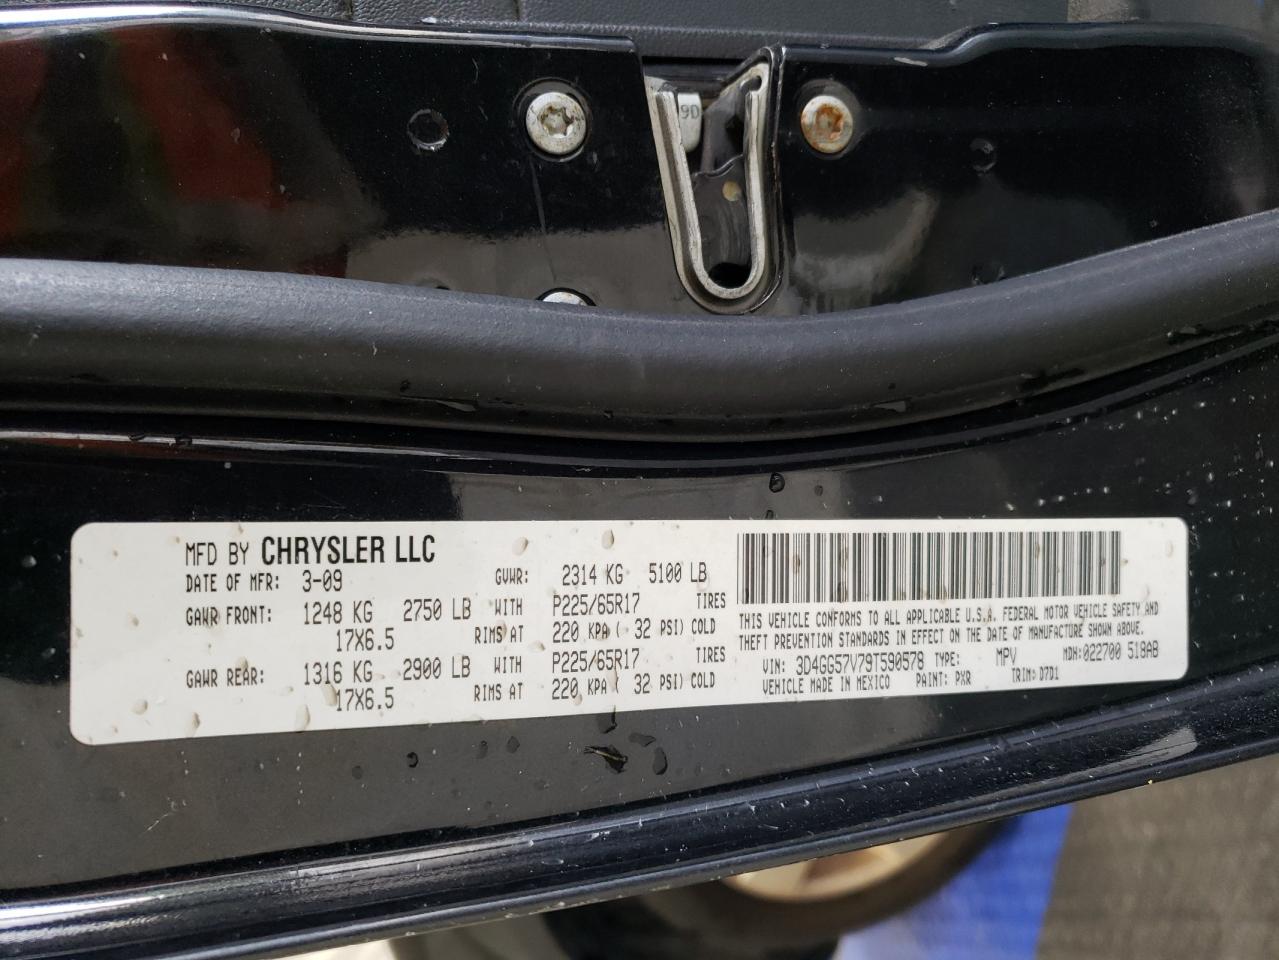 9D
MFD BY CHRYSLER LLC
DATE OF MFR: 3-09 GVWR: 2314 KG 5100 LB
GAWR FRONT: 1248 KG 2750 LB WITH P225/65R17 TIRES
17X6.5 RIMS AT 220 KPA ( 32 PSI) COLD
GAWR REAR: 1316 KG 2900 LB WITH P225/65R17 TIRES
17X6.5 RIMS AT 220 KPA ( 32 PSI) COLD
THIS VEHICLE CONFORMS TO ALL APPLICABLE U.S.A. FEDERAL MOTOR VEHICLE SAFETY AND
THEFT PREVENTION STANDARDS IN EFFECT ON THE DATE OF MANUFACTURE SHOWN ABOVE.
VIN: 3D4GG57V79T590578 TYPE: MPV MDH: 022700 518AB
VEHICLE MADE IN MEXICO PAINT: PXR TRIM: D7D1